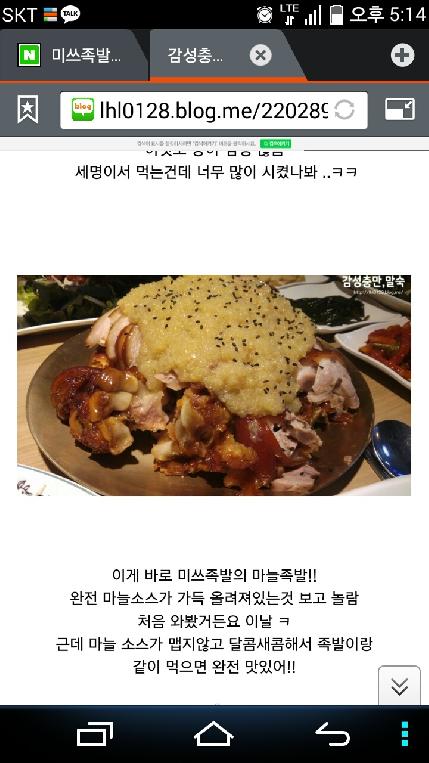 SKT TALK LTE 오후 5:14
N 미쓰족발... 감성충...
blog lhl0128.blog.me/220289
세명이서 먹는건데 너무 많이 시켰나봐 ..ㅋㅋ
감성충만,말숙
이게 바로 미쓰족발의 마늘족발!!
완전 마늘소스가 가득 올려져있는것 보고 놀람
처음 와봤거든요 이날 ㅋ
근데 마늘 소스가 맵지않고 달콤새콤해서 족발이랑
같이 먹으면 완전 맛있어!!